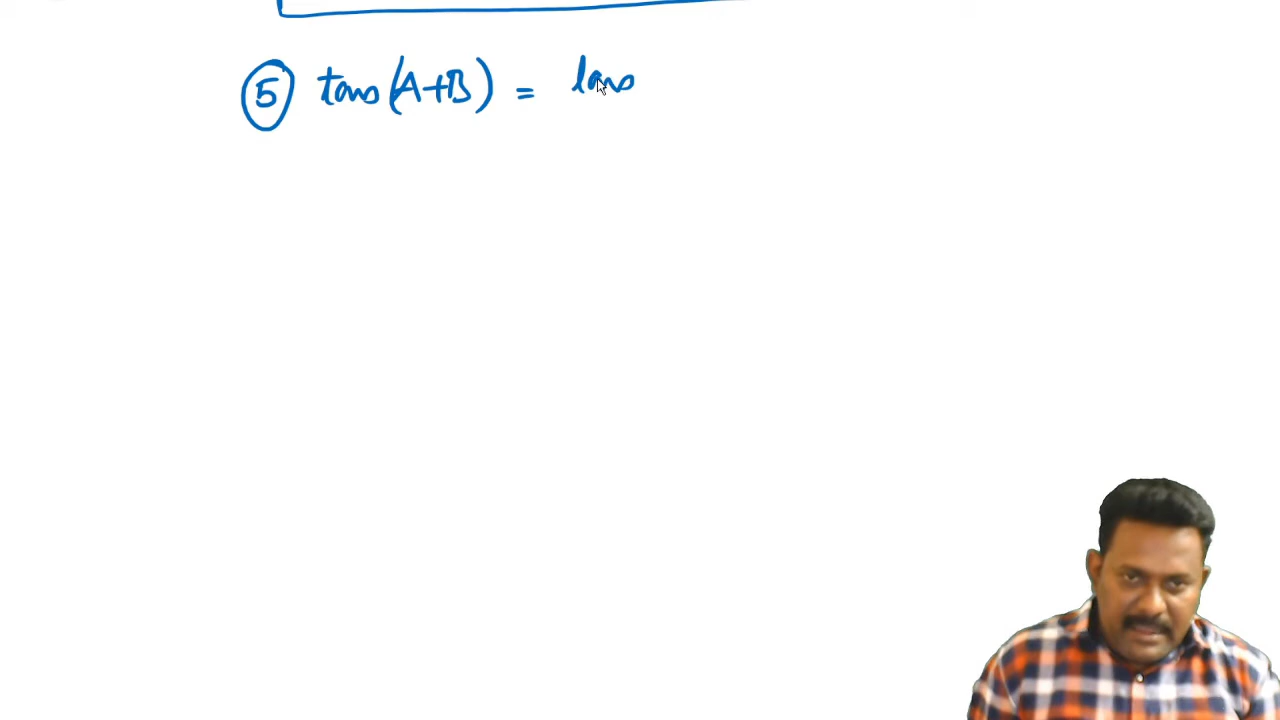 ⑤ tan(A+B) = tan